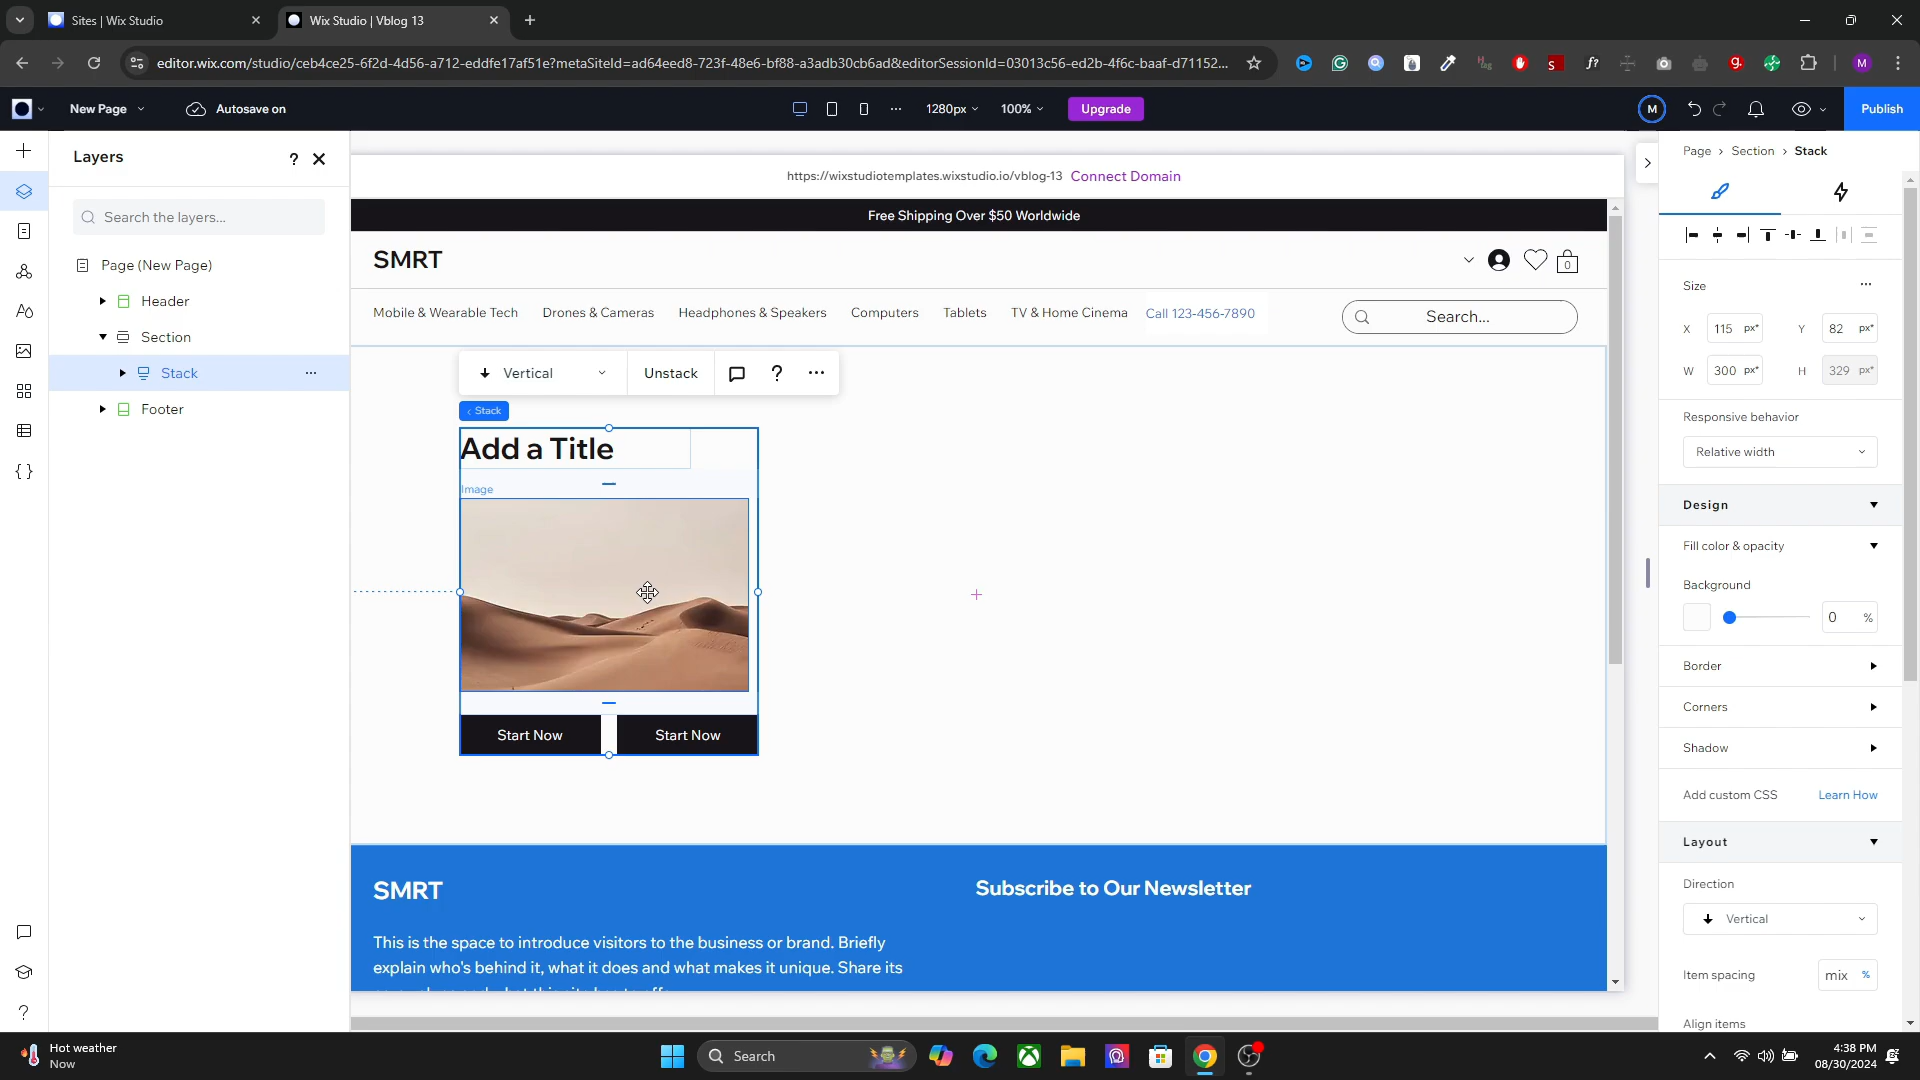 Sites | Wix Studio
Wix Studio | Vblog 13
editor.wix.com/studio/ceb4ce25-6f2d-4d56-a712-eddfe17af51e?metaSiteId=ad64eed8-723f-48e6-bf88-a3adb30cb6ad&editorSessionId=03013c56-ed2b-4f6c-baaf-d71152...
New Page
Autosave on
1280px
100%
Upgrade
M
Publish
Layers
?
Search the layers...
Page (New Page)
Header
Section
Stack
Footer
https://wixstudiotemplates.wixstudio.io/vblog-13 Connect Domain
Free Shipping Over $50 Worldwide
SMRT
0
Mobile & Wearable Tech
Drones & Cameras
Headphones & Speakers
Computers
Tablets
TV & Home Cinema
Call 123-456-7890
Search...
Vertical
Unstack
?
Stack
Add a Title
Image
Start Now
Start Now
SMRT
Subscribe to Our Newsletter
This is the space to introduce visitors to the business or brand. Briefly
explain who's behind it, what it does and what makes it unique. Share its
Page > Section > Stack
Size
X 115 px*
Y 82 px*
W 300 px*
H 329 px*
Responsive behavior
Relative width
Design
Fill color & opacity
Background
0 %
Border
Corners
Shadow
Add custom CSS
Learn How
Layout
Direction
Vertical
Item spacing
mix %
Align items
Hot weather
Now
Search
4:38 PM
08/30/2024